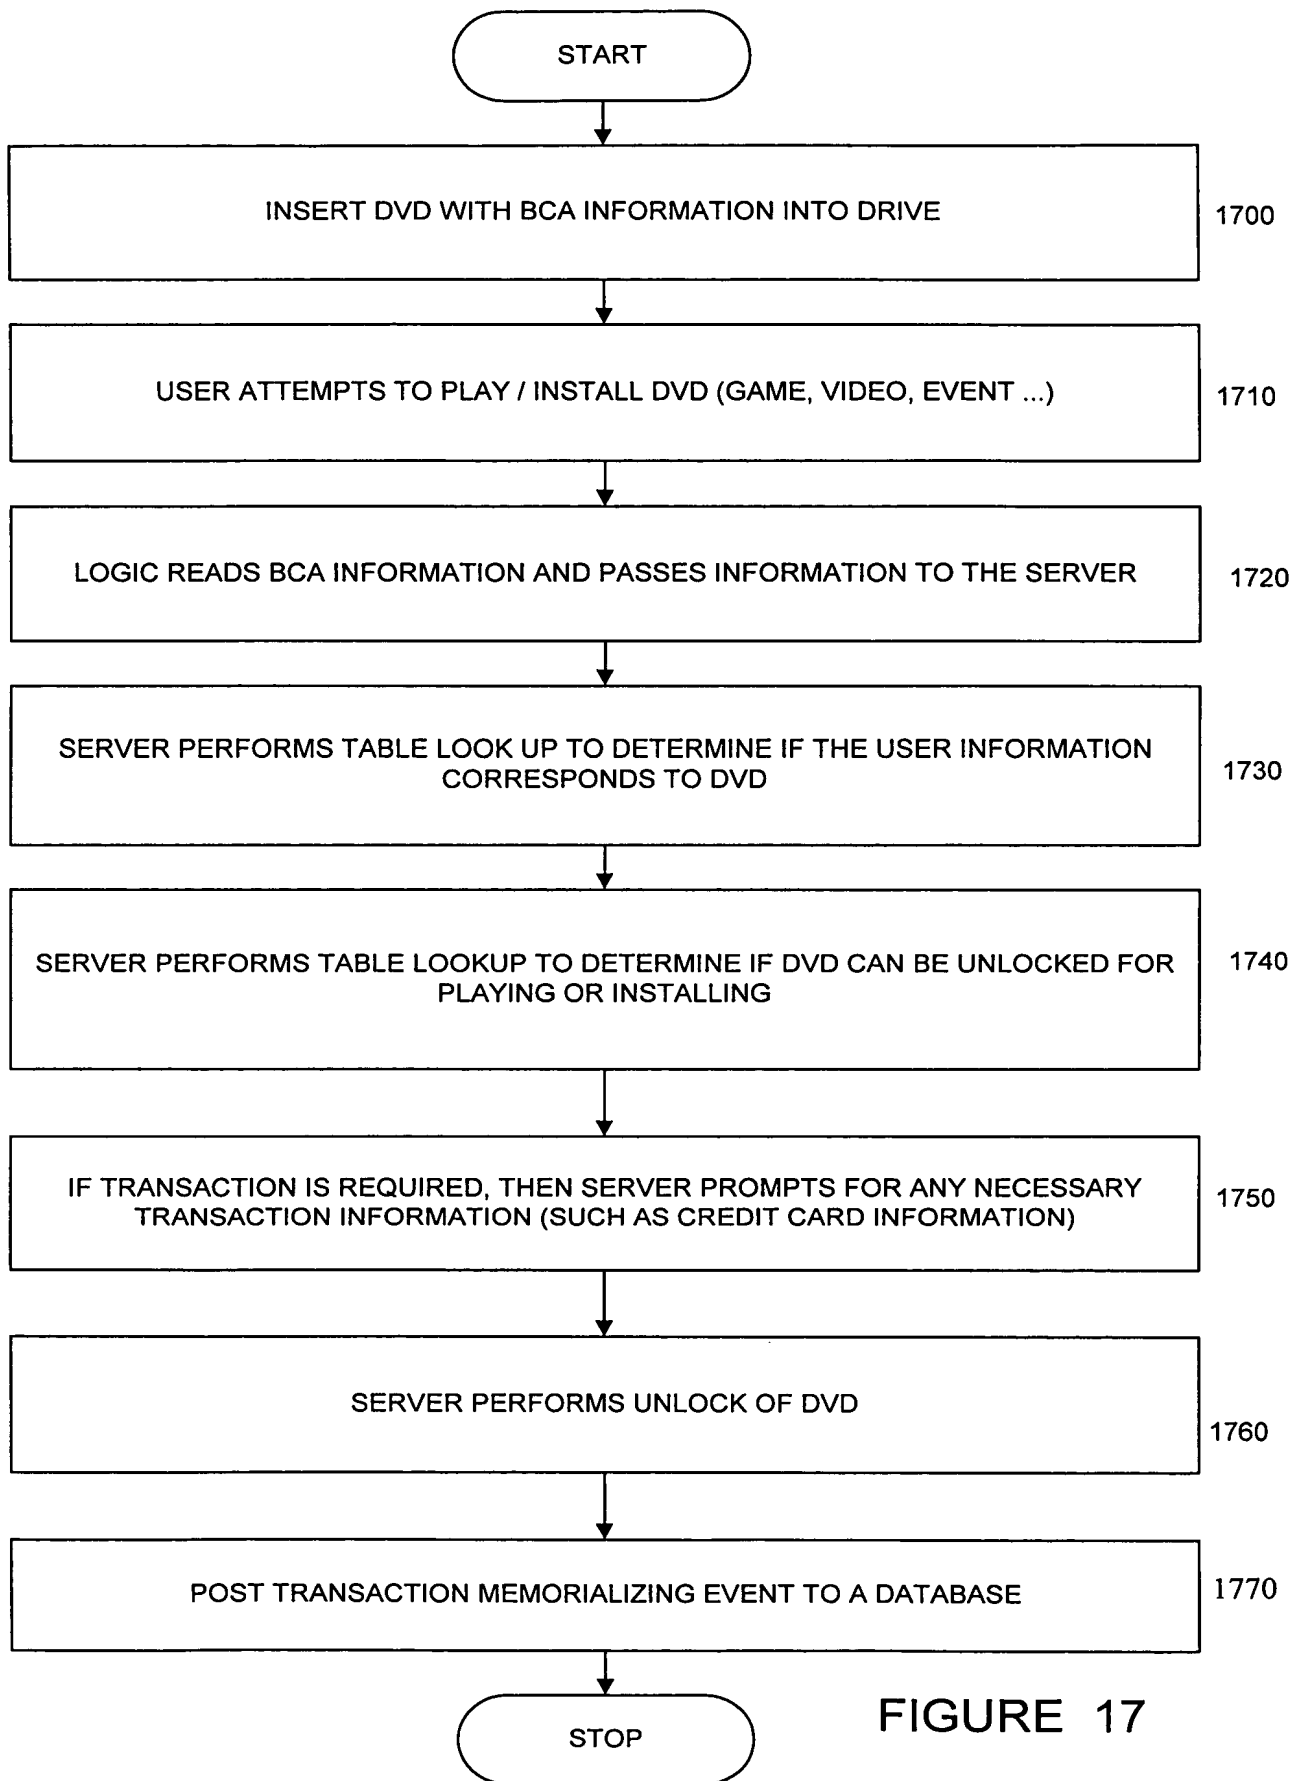 START
INSERT DVD WITH BCA INFORMATION INTO DRIVE
1700
USER ATTEMPTS TO PLAY / INSTALL DVD (GAME, VIDEO, EVENT ...)
1710
LOGIC READS BCA INFORMATION AND PASSES INFORMATION TO THE SERVER
1720
SERVER PERFORMS TABLE LOOK UP TO DETERMINE IF THE USER INFORMATION
CORRESPONDS TO DVD
1730
SERVER PERFORMS TABLE LOOKUP TO DETERMINE IF DVD CAN BE UNLOCKED FOR
PLAYING OR INSTALLING
1740
IF TRANSACTION IS REQUIRED, THEN SERVER PROMPTS FOR ANY NECESSARY
TRANSACTION INFORMATION (SUCH AS CREDIT CARD INFORMATION)
1750
SERVER PERFORMS UNLOCK OF DVD
1760
POST TRANSACTION MEMORIALIZING EVENT TO A DATABASE
1770
STOP
FIGURE 17